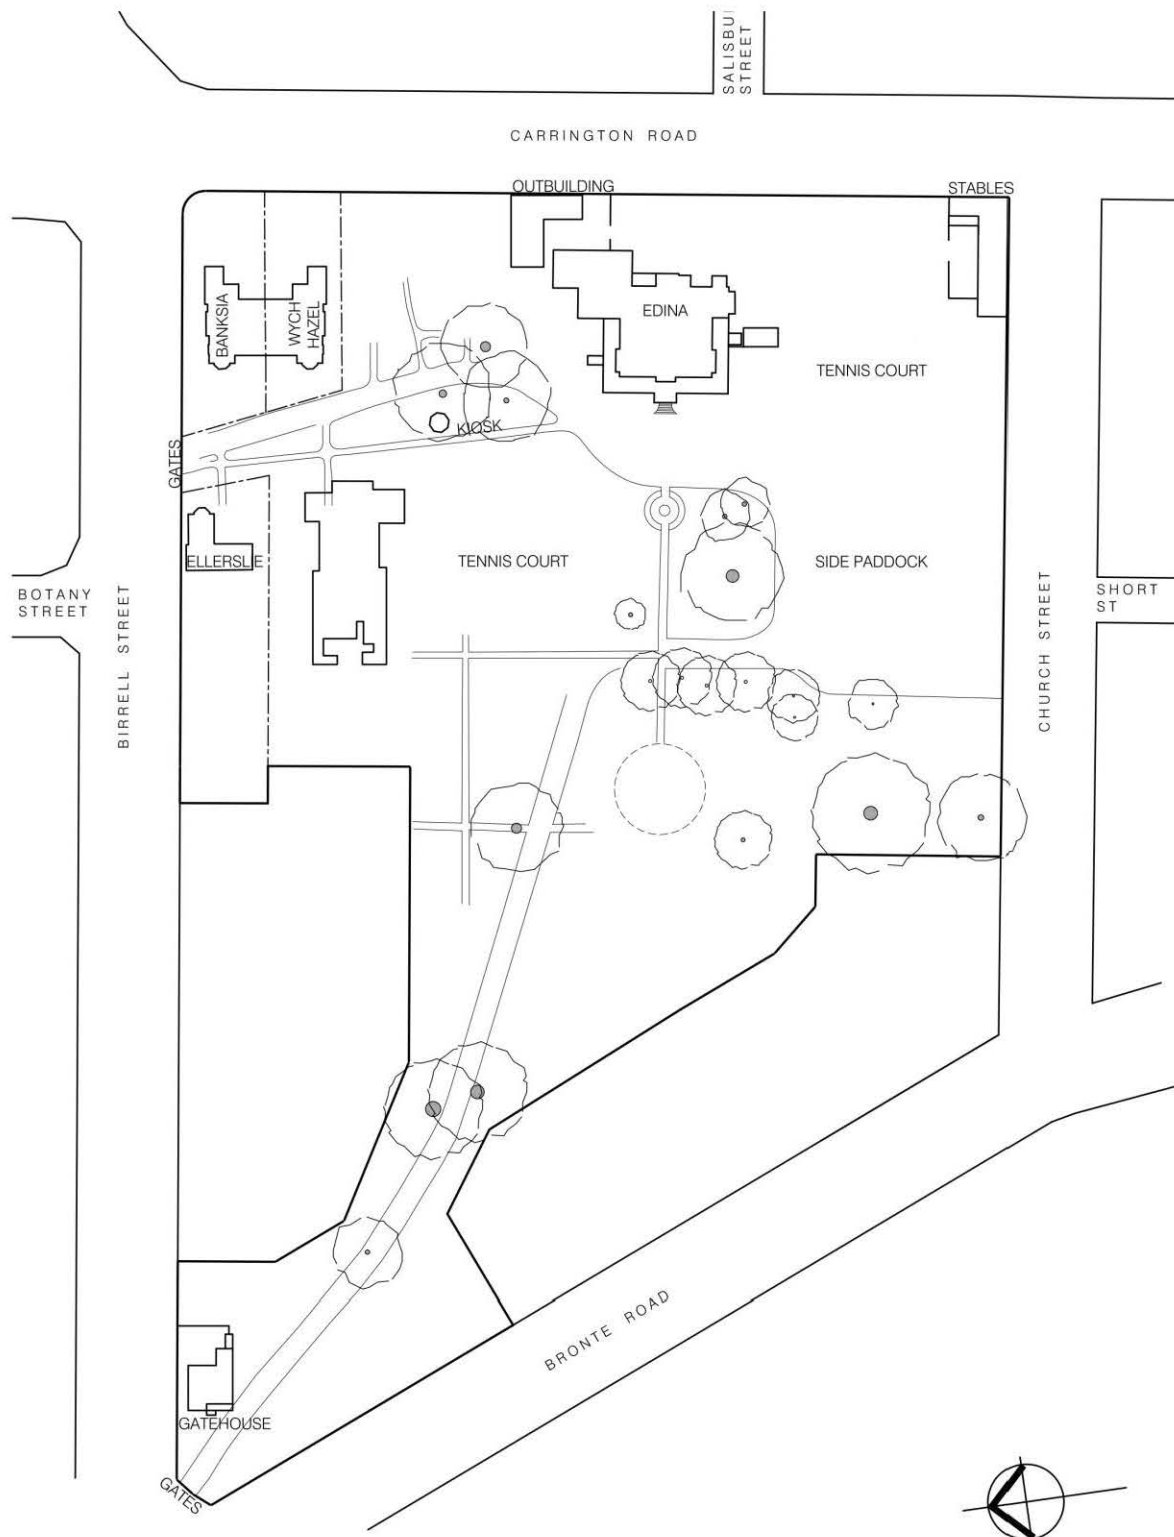 SALISBU
STREET
CARRINGTON ROAD
OUTBUILDING
STABLES
BANKSIA
WYCH
HAZEL
EDINA
TENNIS COURT
KIOSK
GATES
ELLERSLIE
TENNIS COURT
SIDE PADDOCK
BOTANY
STREET
BIRRELL STREET
CHURCH STREET
SHORT
ST
BRONTE ROAD
GATEHOUSE
GATES